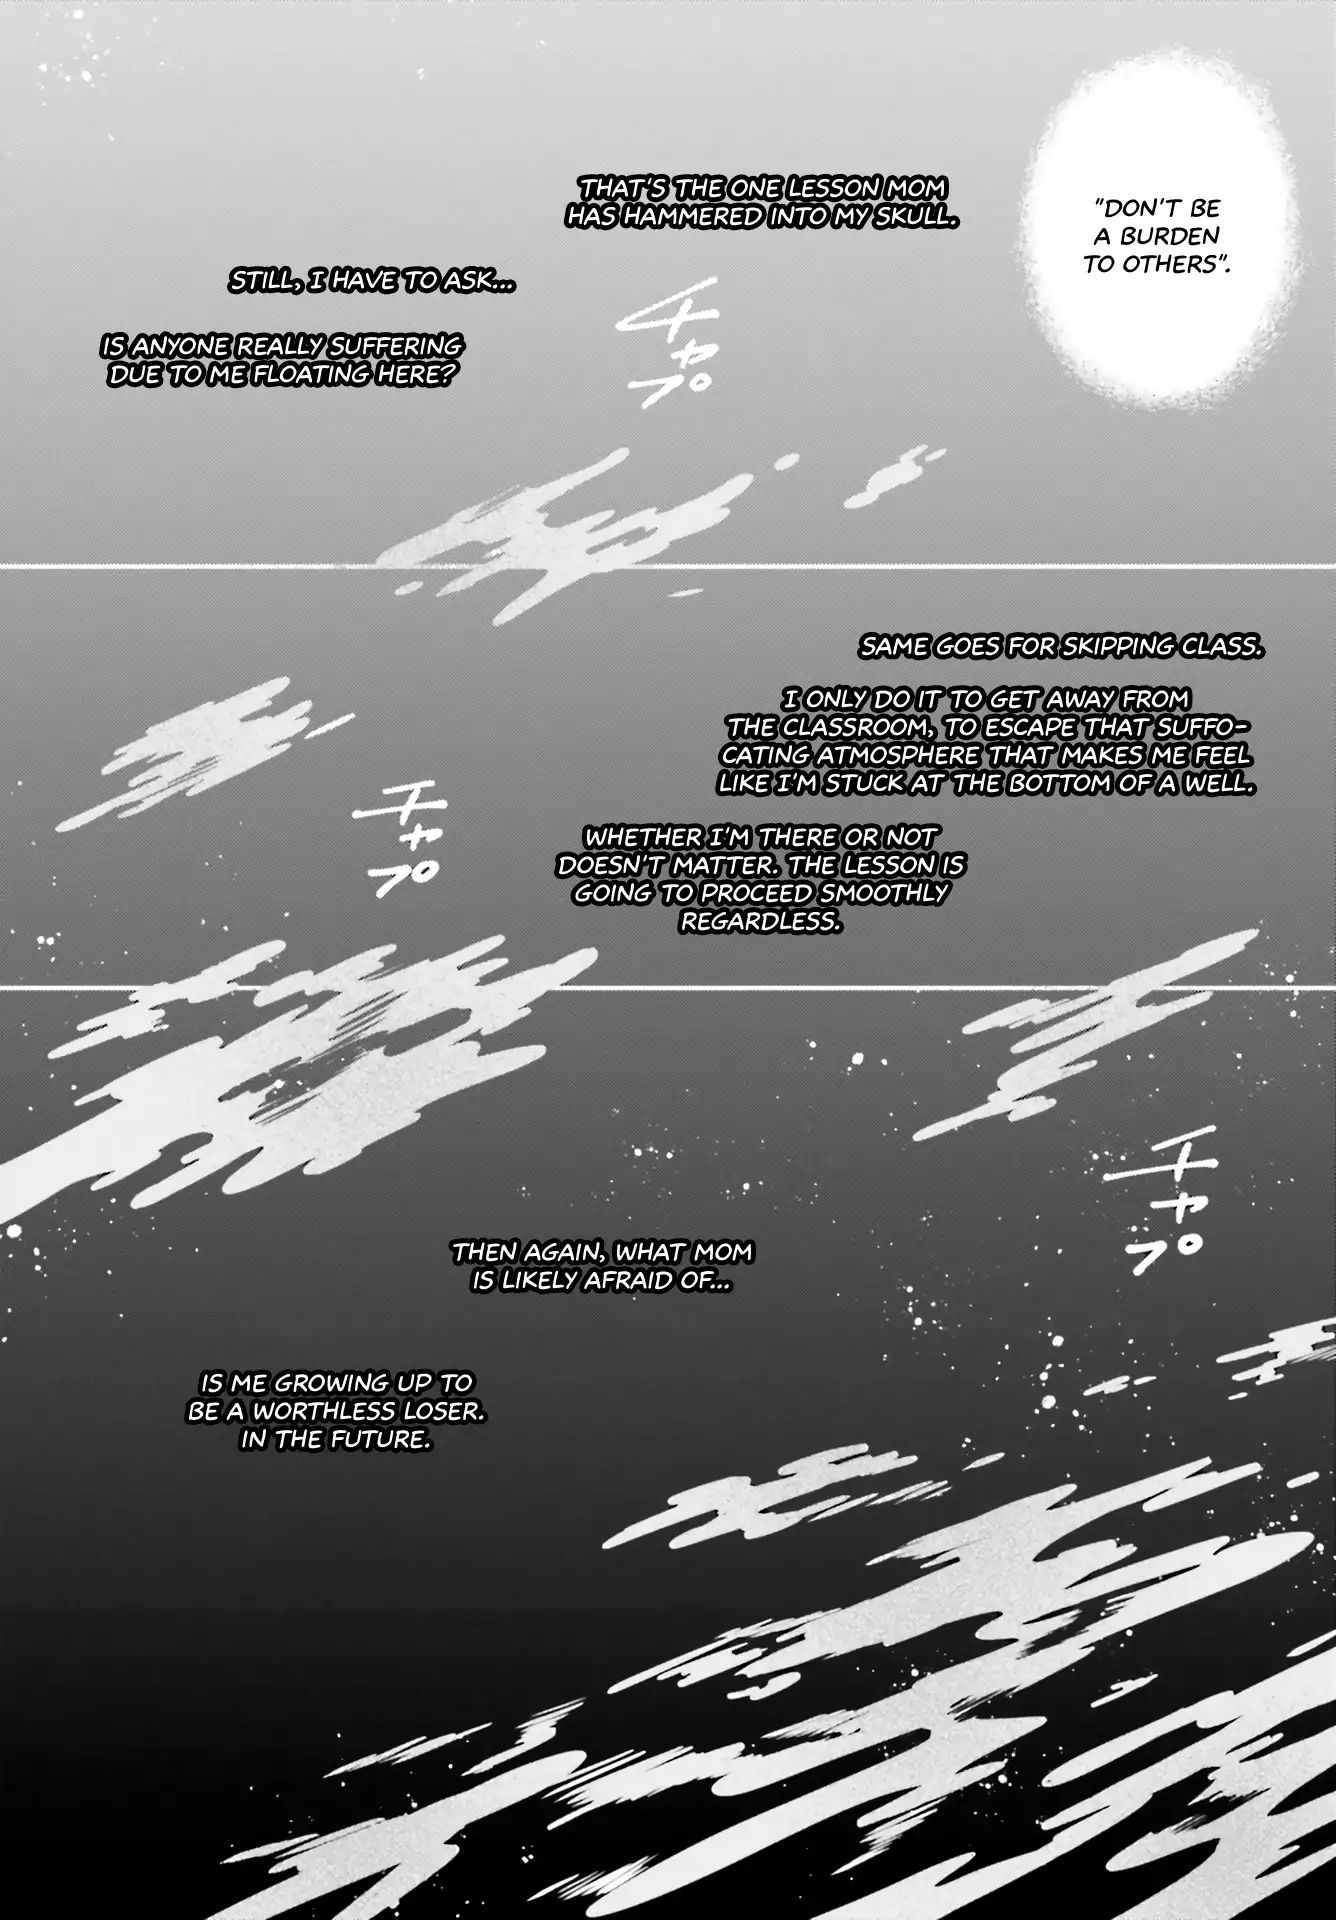 "DON'T BE
A BURDEN
TO OTHERS".
THAT'S THE ONE LESSON MOM
HAS HAMMERED INTO MY SKULL.
チャプ
STILL, I HAVE TO ASK...
IS ANYONE REALLY SUFFERING
DUE TO ME FLOATING HERE?
SAME GOES FOR SKIPPING CLASS.
I ONLY DO IT TO GET AWAY FROM
THE CLASSROOM, TO ESCAPE THAT SUFFO-
CATING ATMOSPHERE THAT MAKES ME FEEL
LIKE I'M STUCK AT THE BOTTOM OF A WELL.
WHETHER I'M THERE OR NOT
DOESN'T MATTER. THE LESSON IS
GOING TO PROCEED SMOOTHLY
REGARDLESS.
チャプ
チャプ
THEN AGAIN, WHAT MOM
IS LIKELY AFRAID OF...
IS ME GROWING UP TO
BE A WORTHLESS LOSER.
IN THE FUTURE.